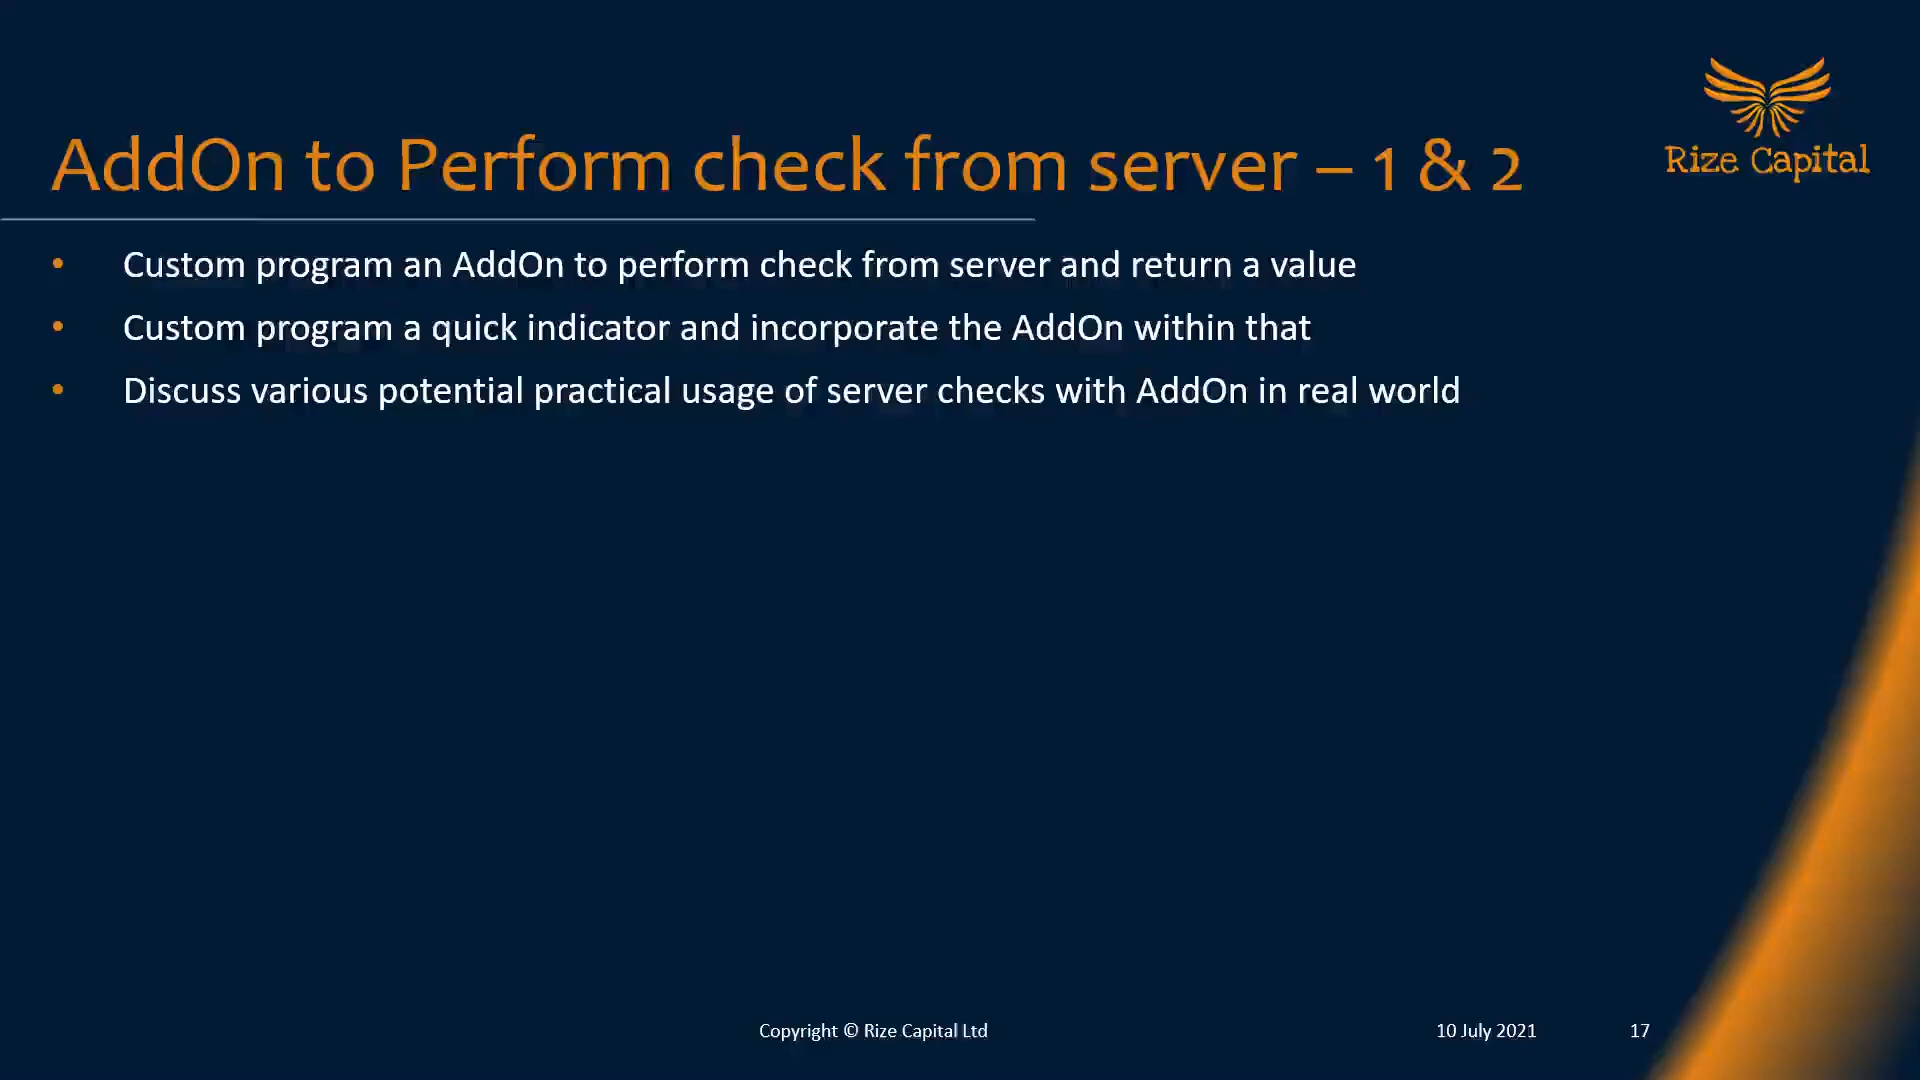 Rize Capital
AddOn to Perform check from server – 1 & 2
• Custom program an AddOn to perform check from server and return a value
• Custom program a quick indicator and incorporate the AddOn within that
• Discuss various potential practical usage of server checks with AddOn in real world
Copyright © Rize Capital Ltd
10 July 2021
17